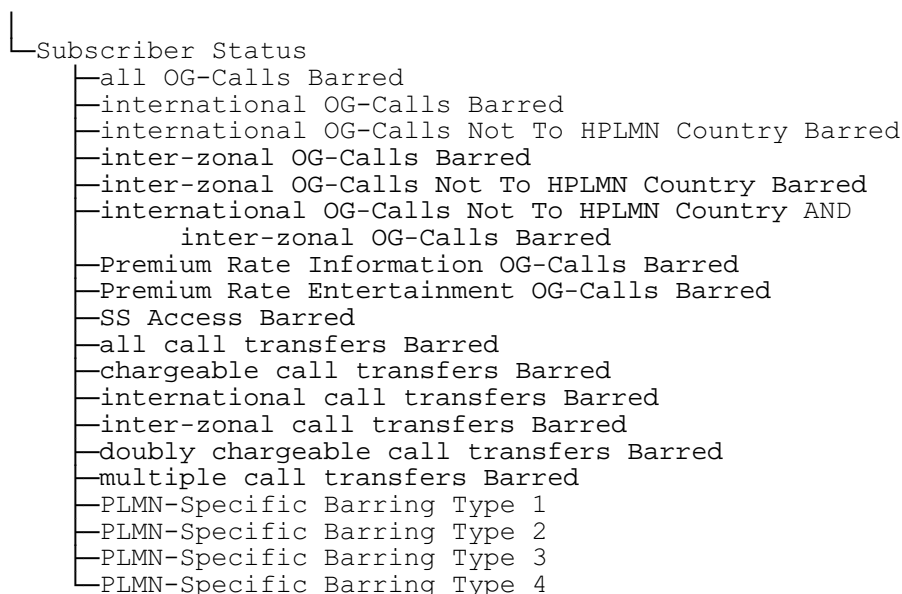 Subscriber Status
all OG-Calls Barred
international OG-Calls Barred
international OG-Calls Not To HPLMN Country Barred
inter-zonal OG-Calls Barred
inter-zonal OG-Calls Not To HPLMN Country Barred
international OG-Calls Not To HPLMN Country AND
inter-zonal OG-Calls Barred
Premium Rate Information OG-Calls Barred
Premium Rate Entertainment OG-Calls Barred
SS Access Barred
all call transfers Barred
chargeable call transfers Barred
international call transfers Barred
inter-zonal call transfers Barred
doubly chargeable call transfers Barred
multiple call transfers Barred
PLMN-Specific Barring Type 1
PLMN-Specific Barring Type 2
PLMN-Specific Barring Type 3
PLMN-Specific Barring Type 4